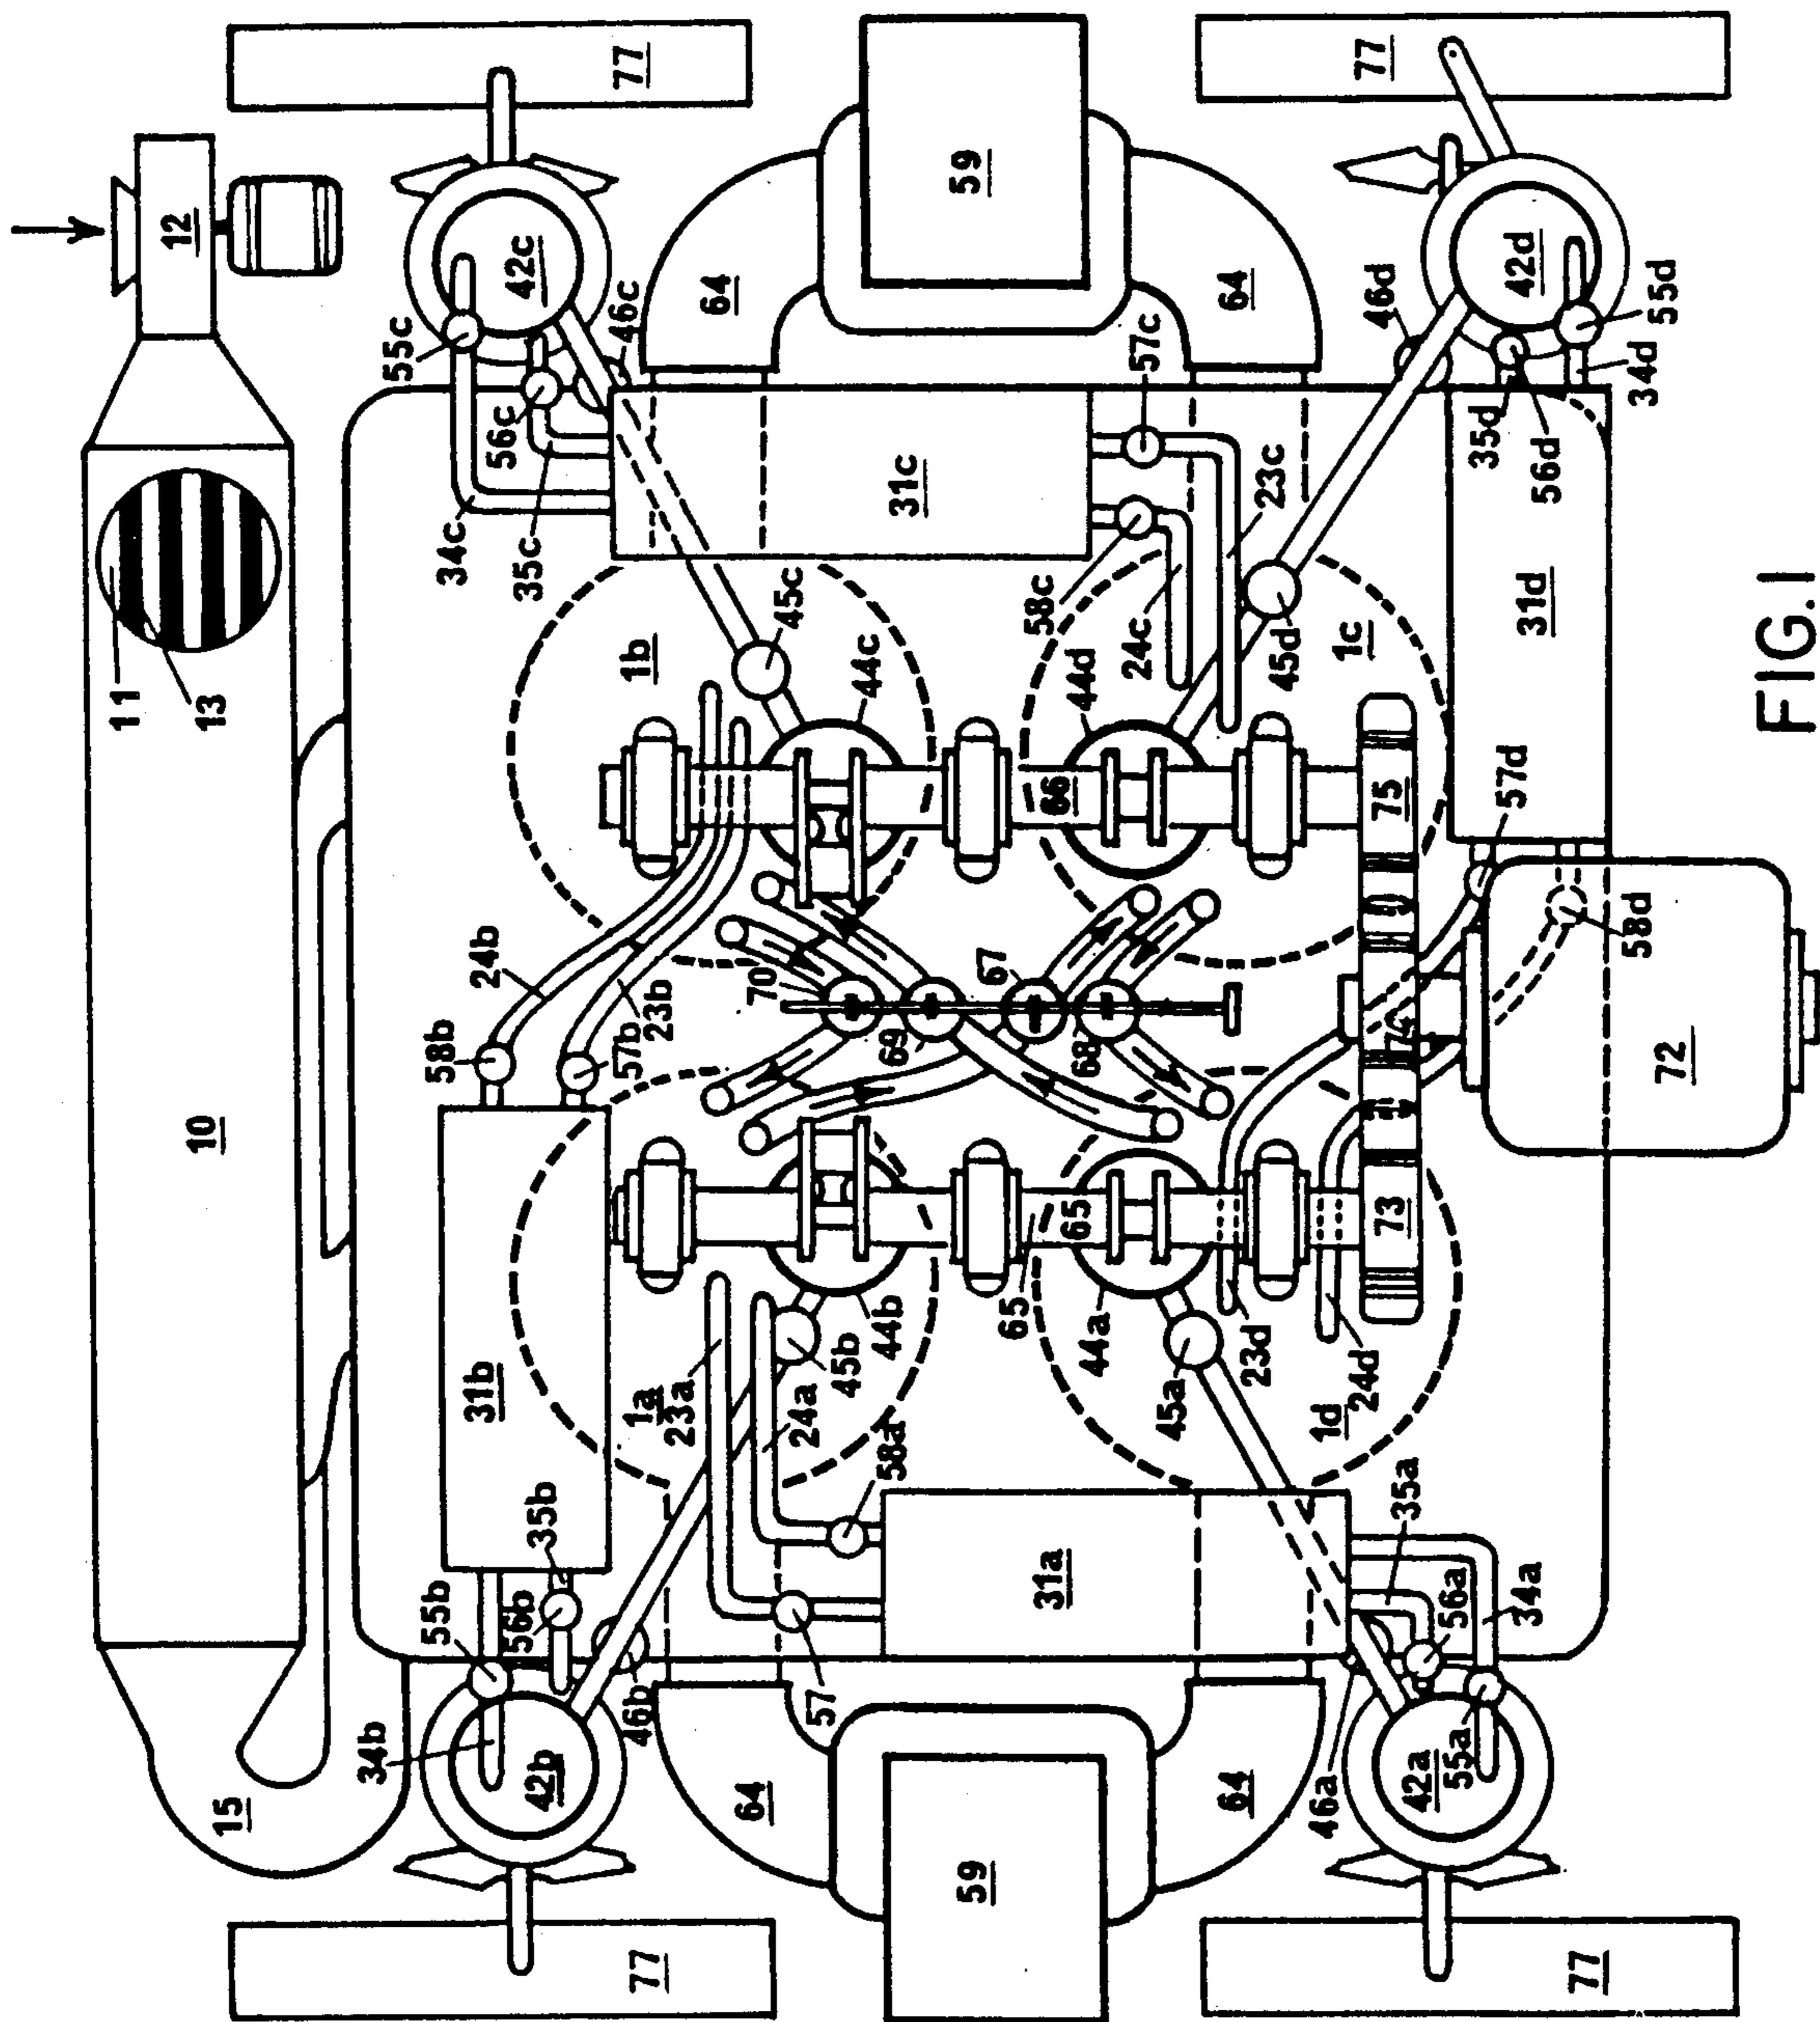 77
59
77
12
64
64
42c
42d
55c
46c
46d
55d
56c
57c
35d
34d
56d
31c
23c
34c
35c
58c
24c
11
13
1b
45c
44c
44d
45d
1c
31d
66
75
57d
24b
23b
70
67
58d
58b
57b
69
68
74
72
10
73
65
65
31b
1a
23a
24a
45b
44b
44a
45a
23d
24d
1d
58a
35b
31a
35a
55b
56b
56a
34a
34b
46b
57
46a
55a
42b
42a
15
64
64
59
77
77
FIG.1